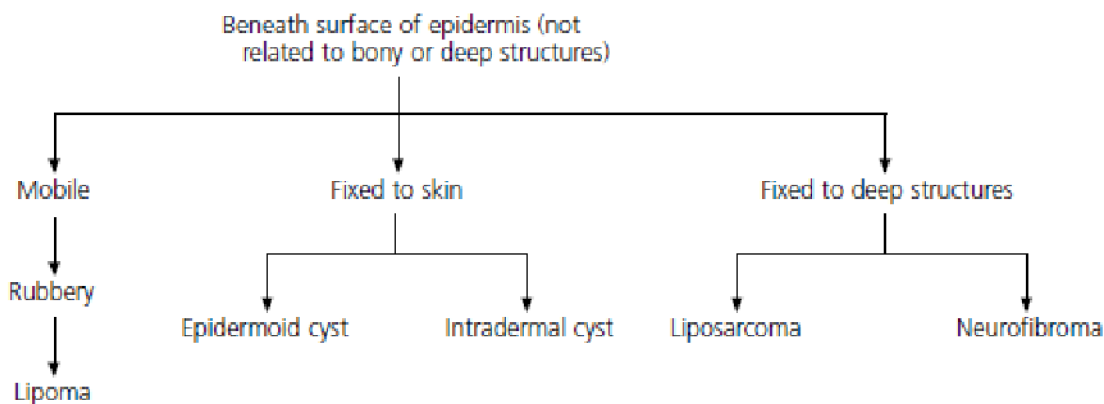 Beneath surface of epidermis (not
related to bony or deep structures)
Mobile
Fixed to skin
Fixed to deep structures
Rubbery
Epidermoid cyst
Intradermal cyst
Liposarcoma
Neurofibroma
Lipoma